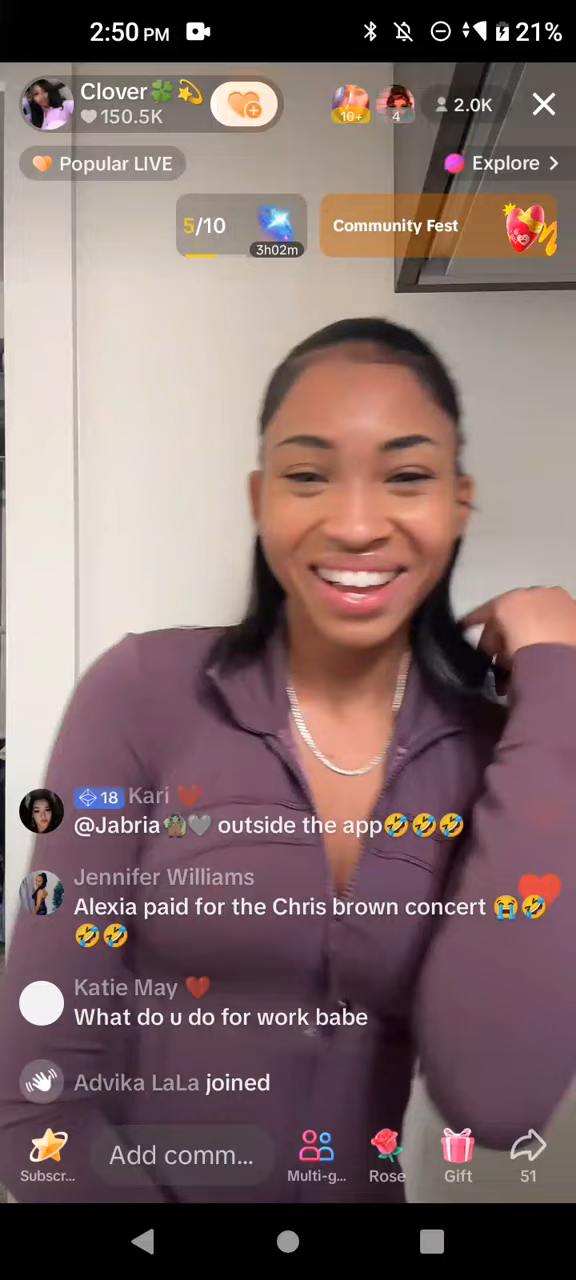 2:50 PM 21%
Clover🍀💫
150.5K
10+ 4 2.0K
Popular LIVE Explore >
5/10 Community Fest
3h02m
18 Kari ❤️
@Jabria🧌🩶 outside the app🤣🤣🤣
Jennifer Williams
Alexia paid for the Chris brown concert 😭🤣
🤣🤣
Katie May ❤️
What do u do for work babe
Advika LaLa joined
Add comm...
Subscr... Multi-g... Rose Gift 51